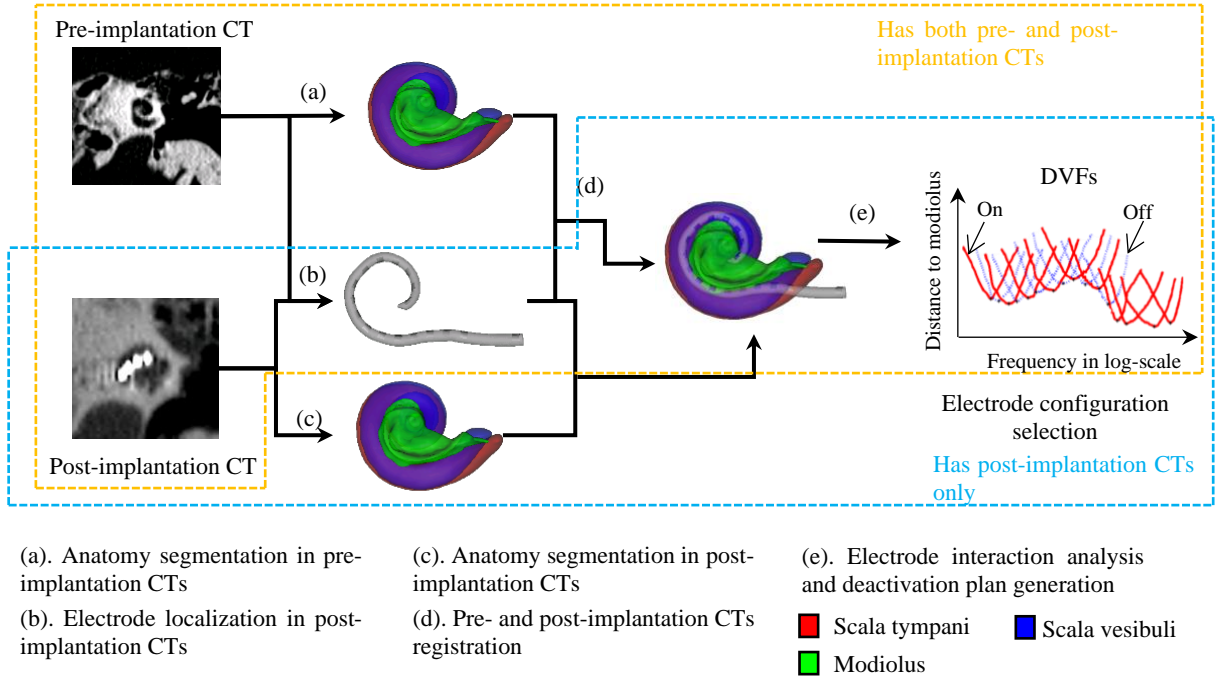 Pre-implantation CT
Has both pre- and post-
implantation CTs
(a)
(d)
DVFs
(e)
On
Off
Distance to modiolus
(b)
Frequency in log-scale
(c)
Electrode configuration
selection
Post-implantation CT
Has post-implantation CTs
only
(a). Anatomy segmentation in pre-
implantation CTs
(b). Electrode localization in post-
implantation CTs
(c). Anatomy segmentation in post-
implantation CTs
(d). Pre- and post-implantation CTs
registration
(e). Electrode interaction analysis
and deactivation plan generation
Scala tympani
Scala vesibuli
Modiolus